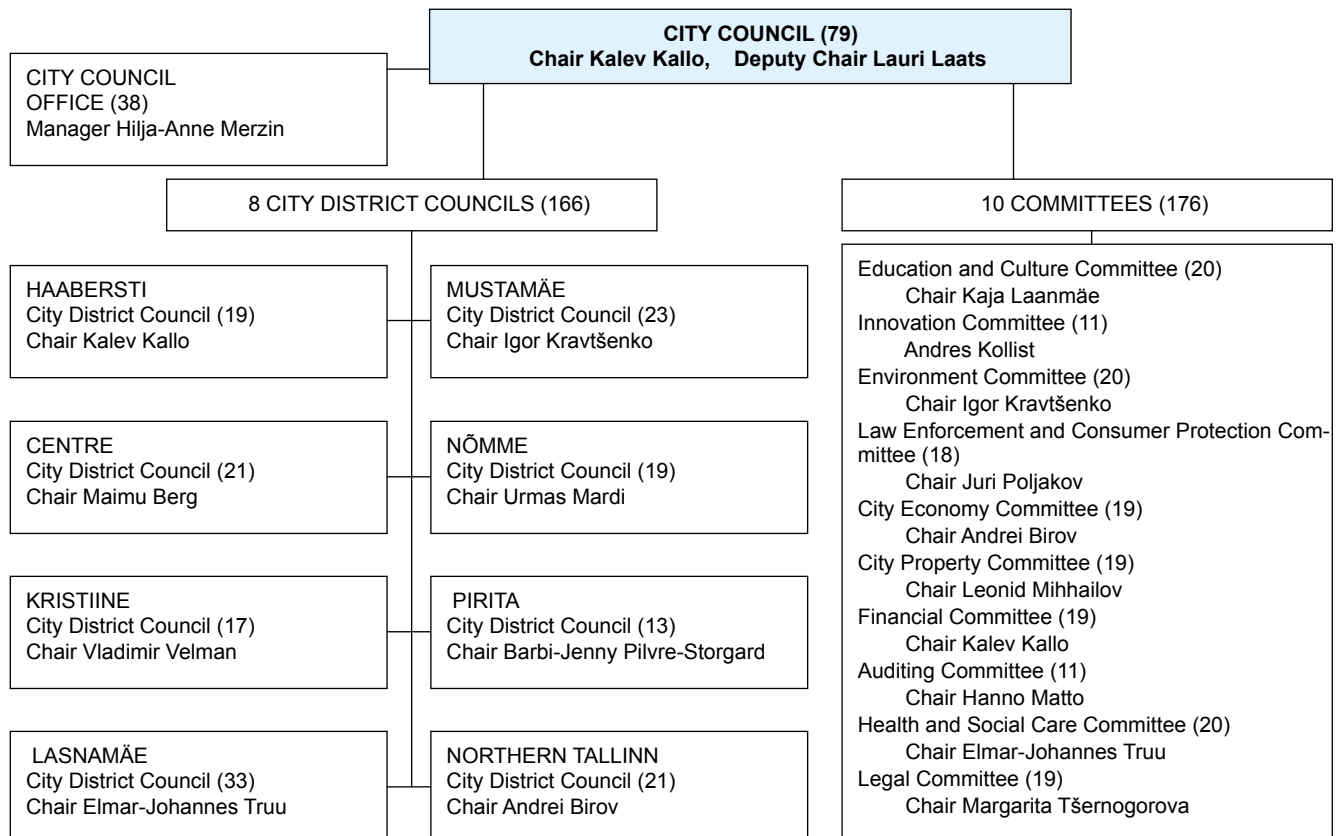 CITY COUNCIL (79)
Chair Kalev Kallo, Deputy Chair Lauri Laats
CITY COUNCIL
OFFICE (38)
Manager Hilja-Anne Merzin
8 CITY DISTRICT COUNCILS (166)
HAABERSTI
City District Council (19)
Chair Kalev Kallo
MUSTAMÄE
City District Council (23)
Chair Igor Kravtšenko
CENTRE
City District Council (21)
Chair Maimu Berg
NÕMME
City District Council (19)
Chair Urmas Mardi
KRISTIINE
City District Council (17)
Chair Vladimir Velman
PIRITA
City District Council (13)
Chair Barbi-Jenny Pilvre-Storgard
LASNAMÄE
City District Council (33)
Chair Elmar-Johannes Truu
NORTHERN TALLINN
City District Council (21)
Chair Andrei Birov
10 COMMITTEES (176)
Education and Culture Committee (20)
Chair Kaja Laanmäe
Innovation Committee (11)
Andres Kollist
Environment Committee (20)
Chair Igor Kravtšenko
Law Enforcement and Consumer Protection Com-
mittee (18)
Chair Juri Poljakov
City Economy Committee (19)
Chair Andrei Birov
City Property Committee (19)
Chair Leonid Mihhailov
Financial Committee (19)
Chair Kalev Kallo
Auditing Committee (11)
Chair Hanno Matto
Health and Social Care Committee (20)
Chair Elmar-Johannes Truu
Legal Committee (19)
Chair Margarita Tšernogorova